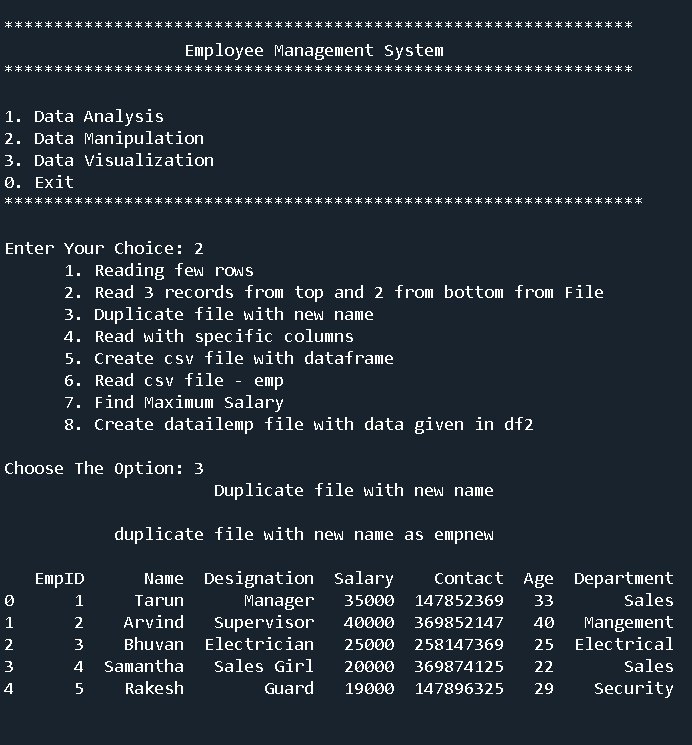 ***************************************************************
Employee Management System
***************************************************************
1. Data Analysis
2. Data Manipulation
3. Data Visualization
0. Exit
****************************************************************
Enter Your Choice: 2
1. Reading few rows
2. Read 3 records from top and 2 from bottom from File
3. Duplicate file with new name
4. Read with specific columns
5. Create csv file with dataframe
6. Read csv file - emp
7. Find Maximum Salary
8. Create datailemp file with data given in df2
Choose The Option: 3
Duplicate file with new name
duplicate file with new name as empnew
EmpID Name Designation Salary Contact Age Department
0 1 Tarun Manager 35000 147852369 33 Sales
1 2 Arvind Supervisor 40000 369852147 40 Mangement
2 3 Bhuvan Electrician 25000 258147369 25 Electrical
3 4 Samantha Sales Girl 20000 369874125 22 Sales
4 5 Rakesh Guard 19000 147896325 29 Security